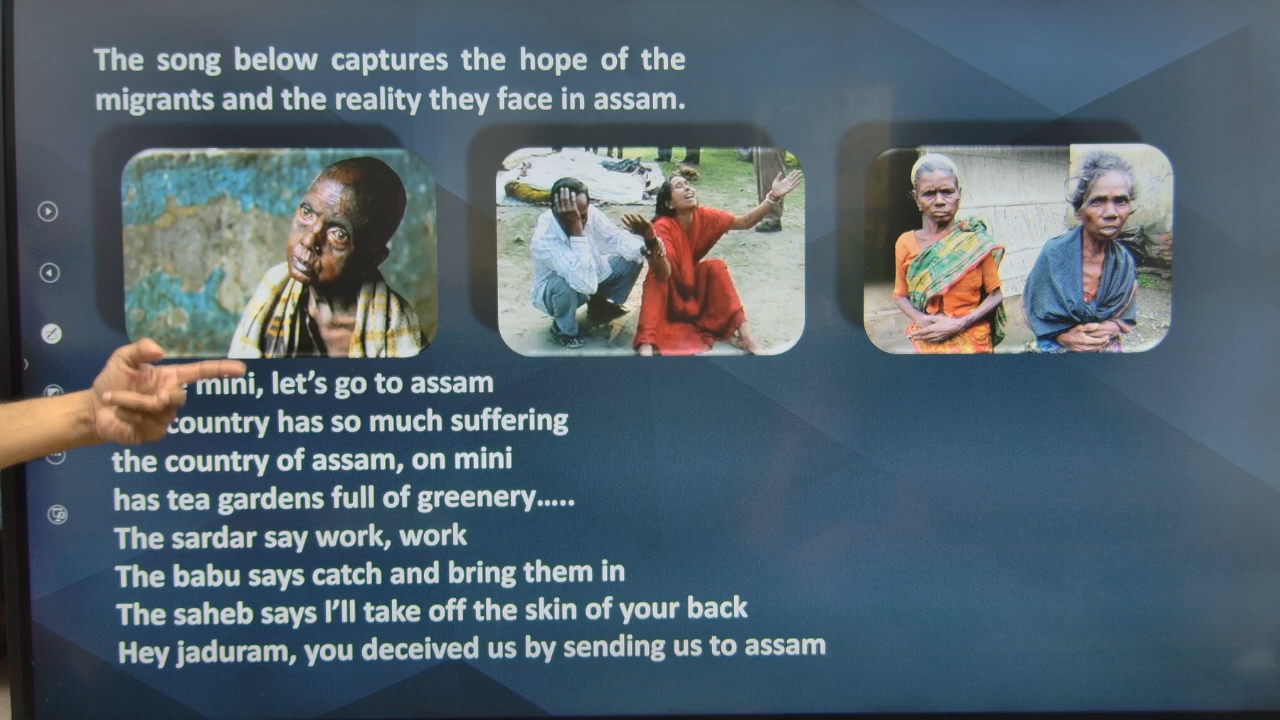 The song below captures the hope of the
migrants and the reality they face in assam.
mini, let's go to assam
country has so much suffering
the country of assam, on mini
has tea gardens full of greenery.....
The sardar say work, work
The babu says catch and bring them in
The saheb says I'll take off the skin of your back
Hey jaduram, you deceived us by sending us to assam